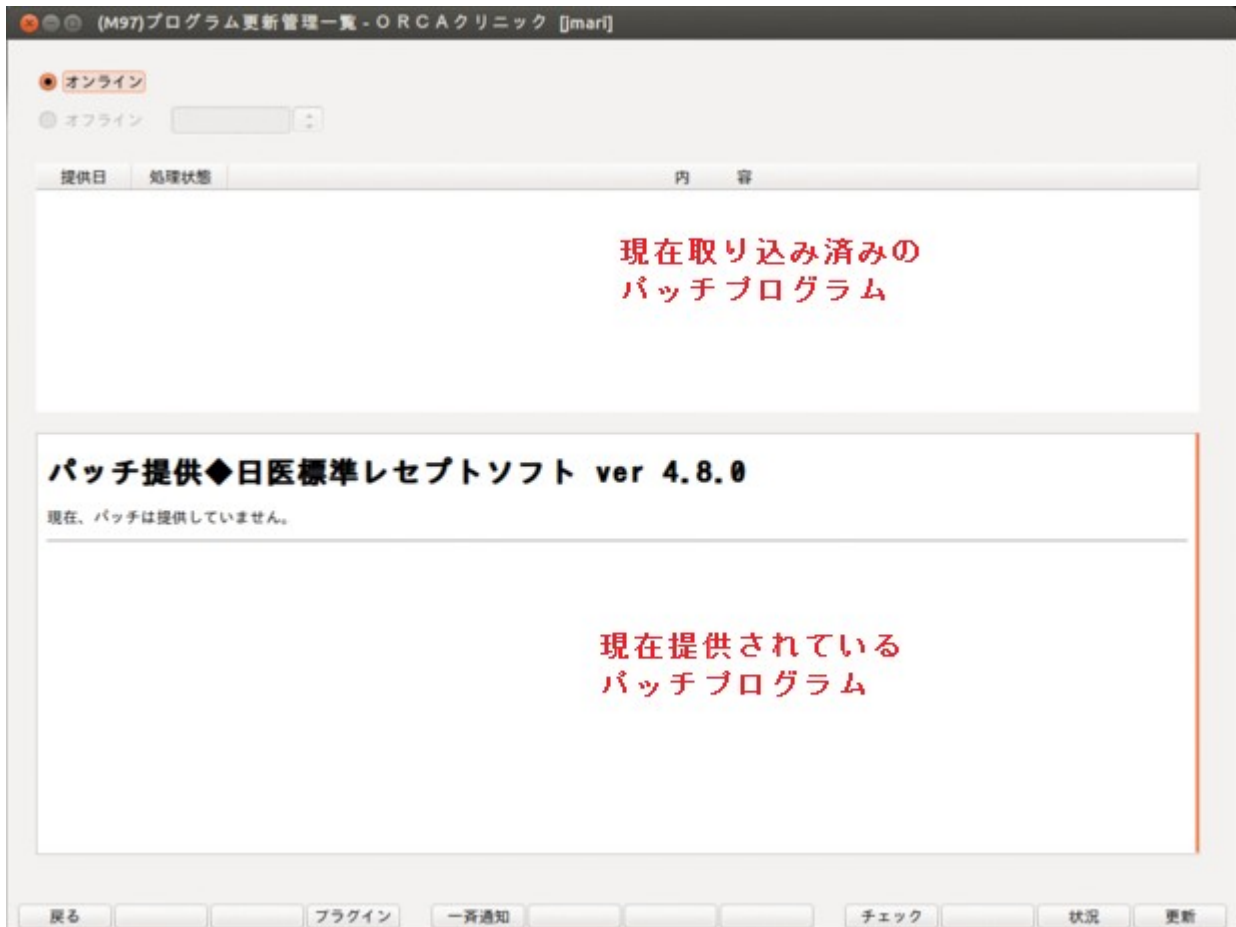 (M97)プログラム更新管理一覧-ORCAクリニック [jmari]
オンライン
オフライン
提供日 処理状態 内 容
現在取り込み済みの
パッチプログラム
パッチ提供◆日医標準レセプトソフト ver 4.8.0
現在、パッチは提供していません。
現在提供されている
パッチプログラム
戻る プラグイン 一斉通知 チェック 状況 更新